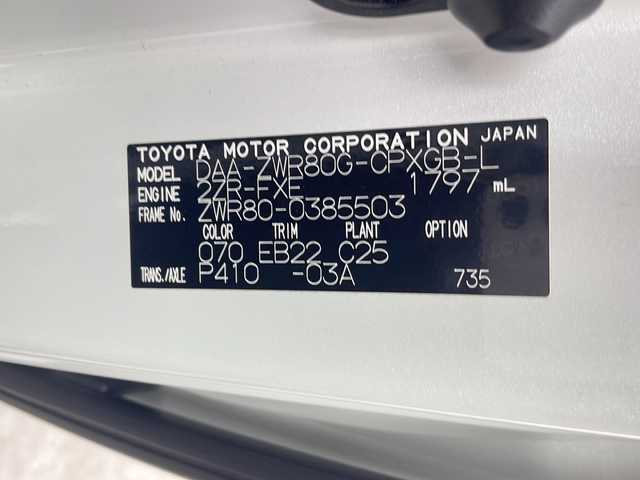 TOYOTA MOTOR CORPORATION JAPAN
MODEL DAA-ZWR80G-CPXGB-L
ENGINE 2ZR-FXE 1797 mL
FRAME No. ZWR80-0385503
COLOR TRIM PLANT OPTION
070 EB22 C25
TRANS./AXLE P410 -03A 735